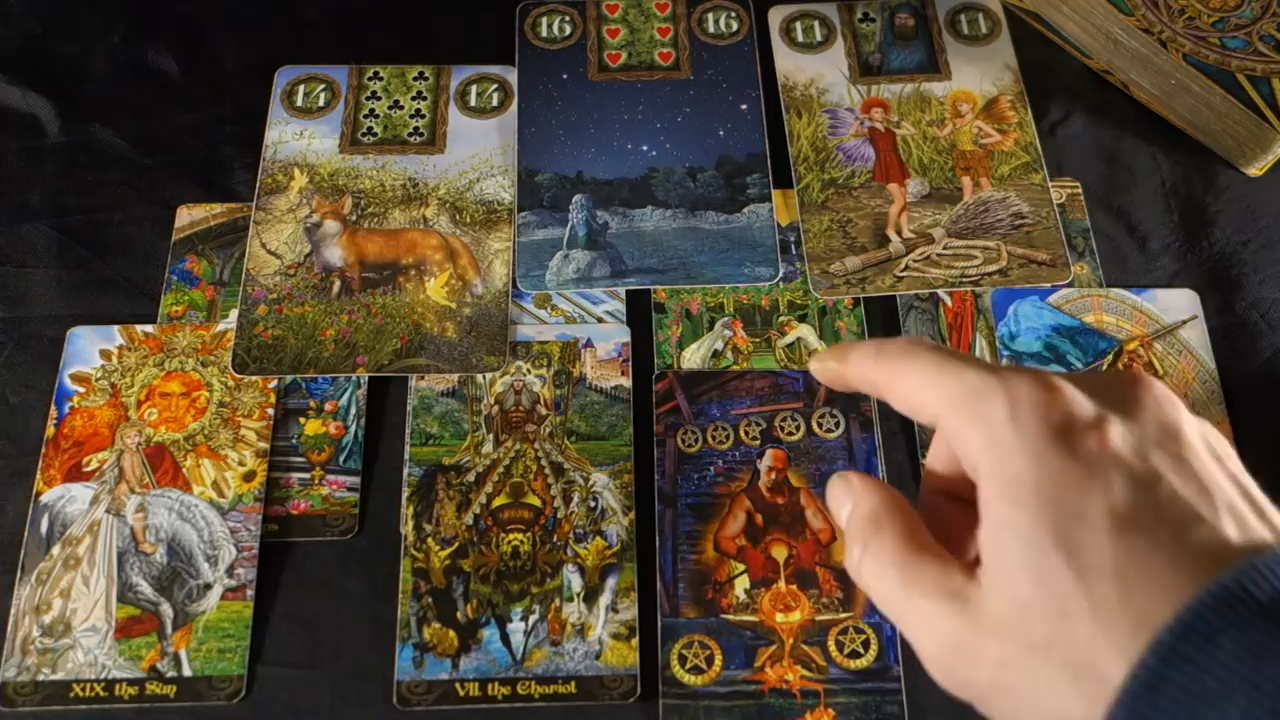 16 16
11 11
14 14
XIX. the Sun
VII. the Chariot